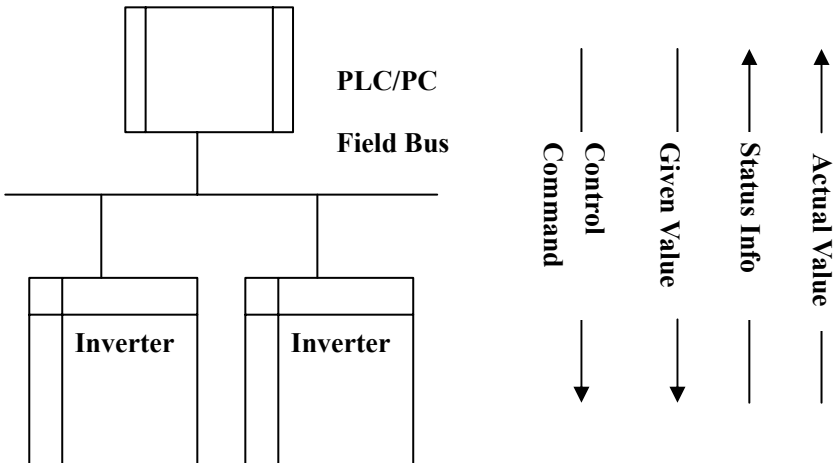 PLC/PC
Field Bus
Inverter
Inverter
Control
Command
Given Value
Status Info
Actual Value